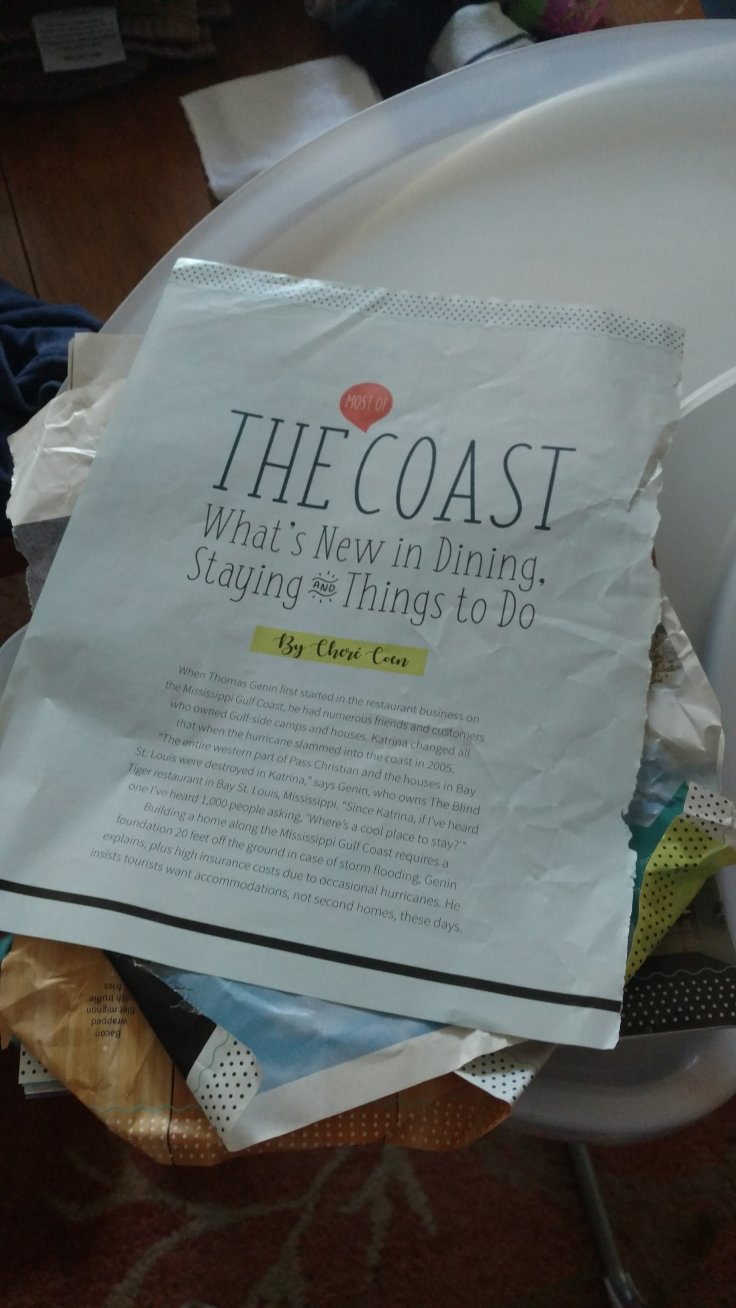 MOST OF
THE COAST
What's New in Dining,
Staying AND Things to Do
By Cheré Coen
When Thomas Genin first started in the restaurant business on
the Mississippi Gulf Coast, he had numerous friends and customers
who owned Gulf-side camps and houses. Katrina changed all
that when the hurricane slammed into the coast in 2005.
"The entire western part of Pass Christian and the houses in Bay
St. Louis were destroyed in Katrina," says Genin, who owns The Blind
Tiger restaurant in Bay St. Louis, Mississippi. "Since Katrina, if I've heard
one I've heard 1,000 people asking, 'Where's a cool place to stay?'"
Building a home along the Mississippi Gulf Coast requires a
foundation 20 feet off the ground in case of storm flooding, Genin
explains, plus high insurance costs due to occasional hurricanes. He
insists tourists want accommodations, not second homes, these days.
Bacon
wrapped
filet mignon
with truffle
fries